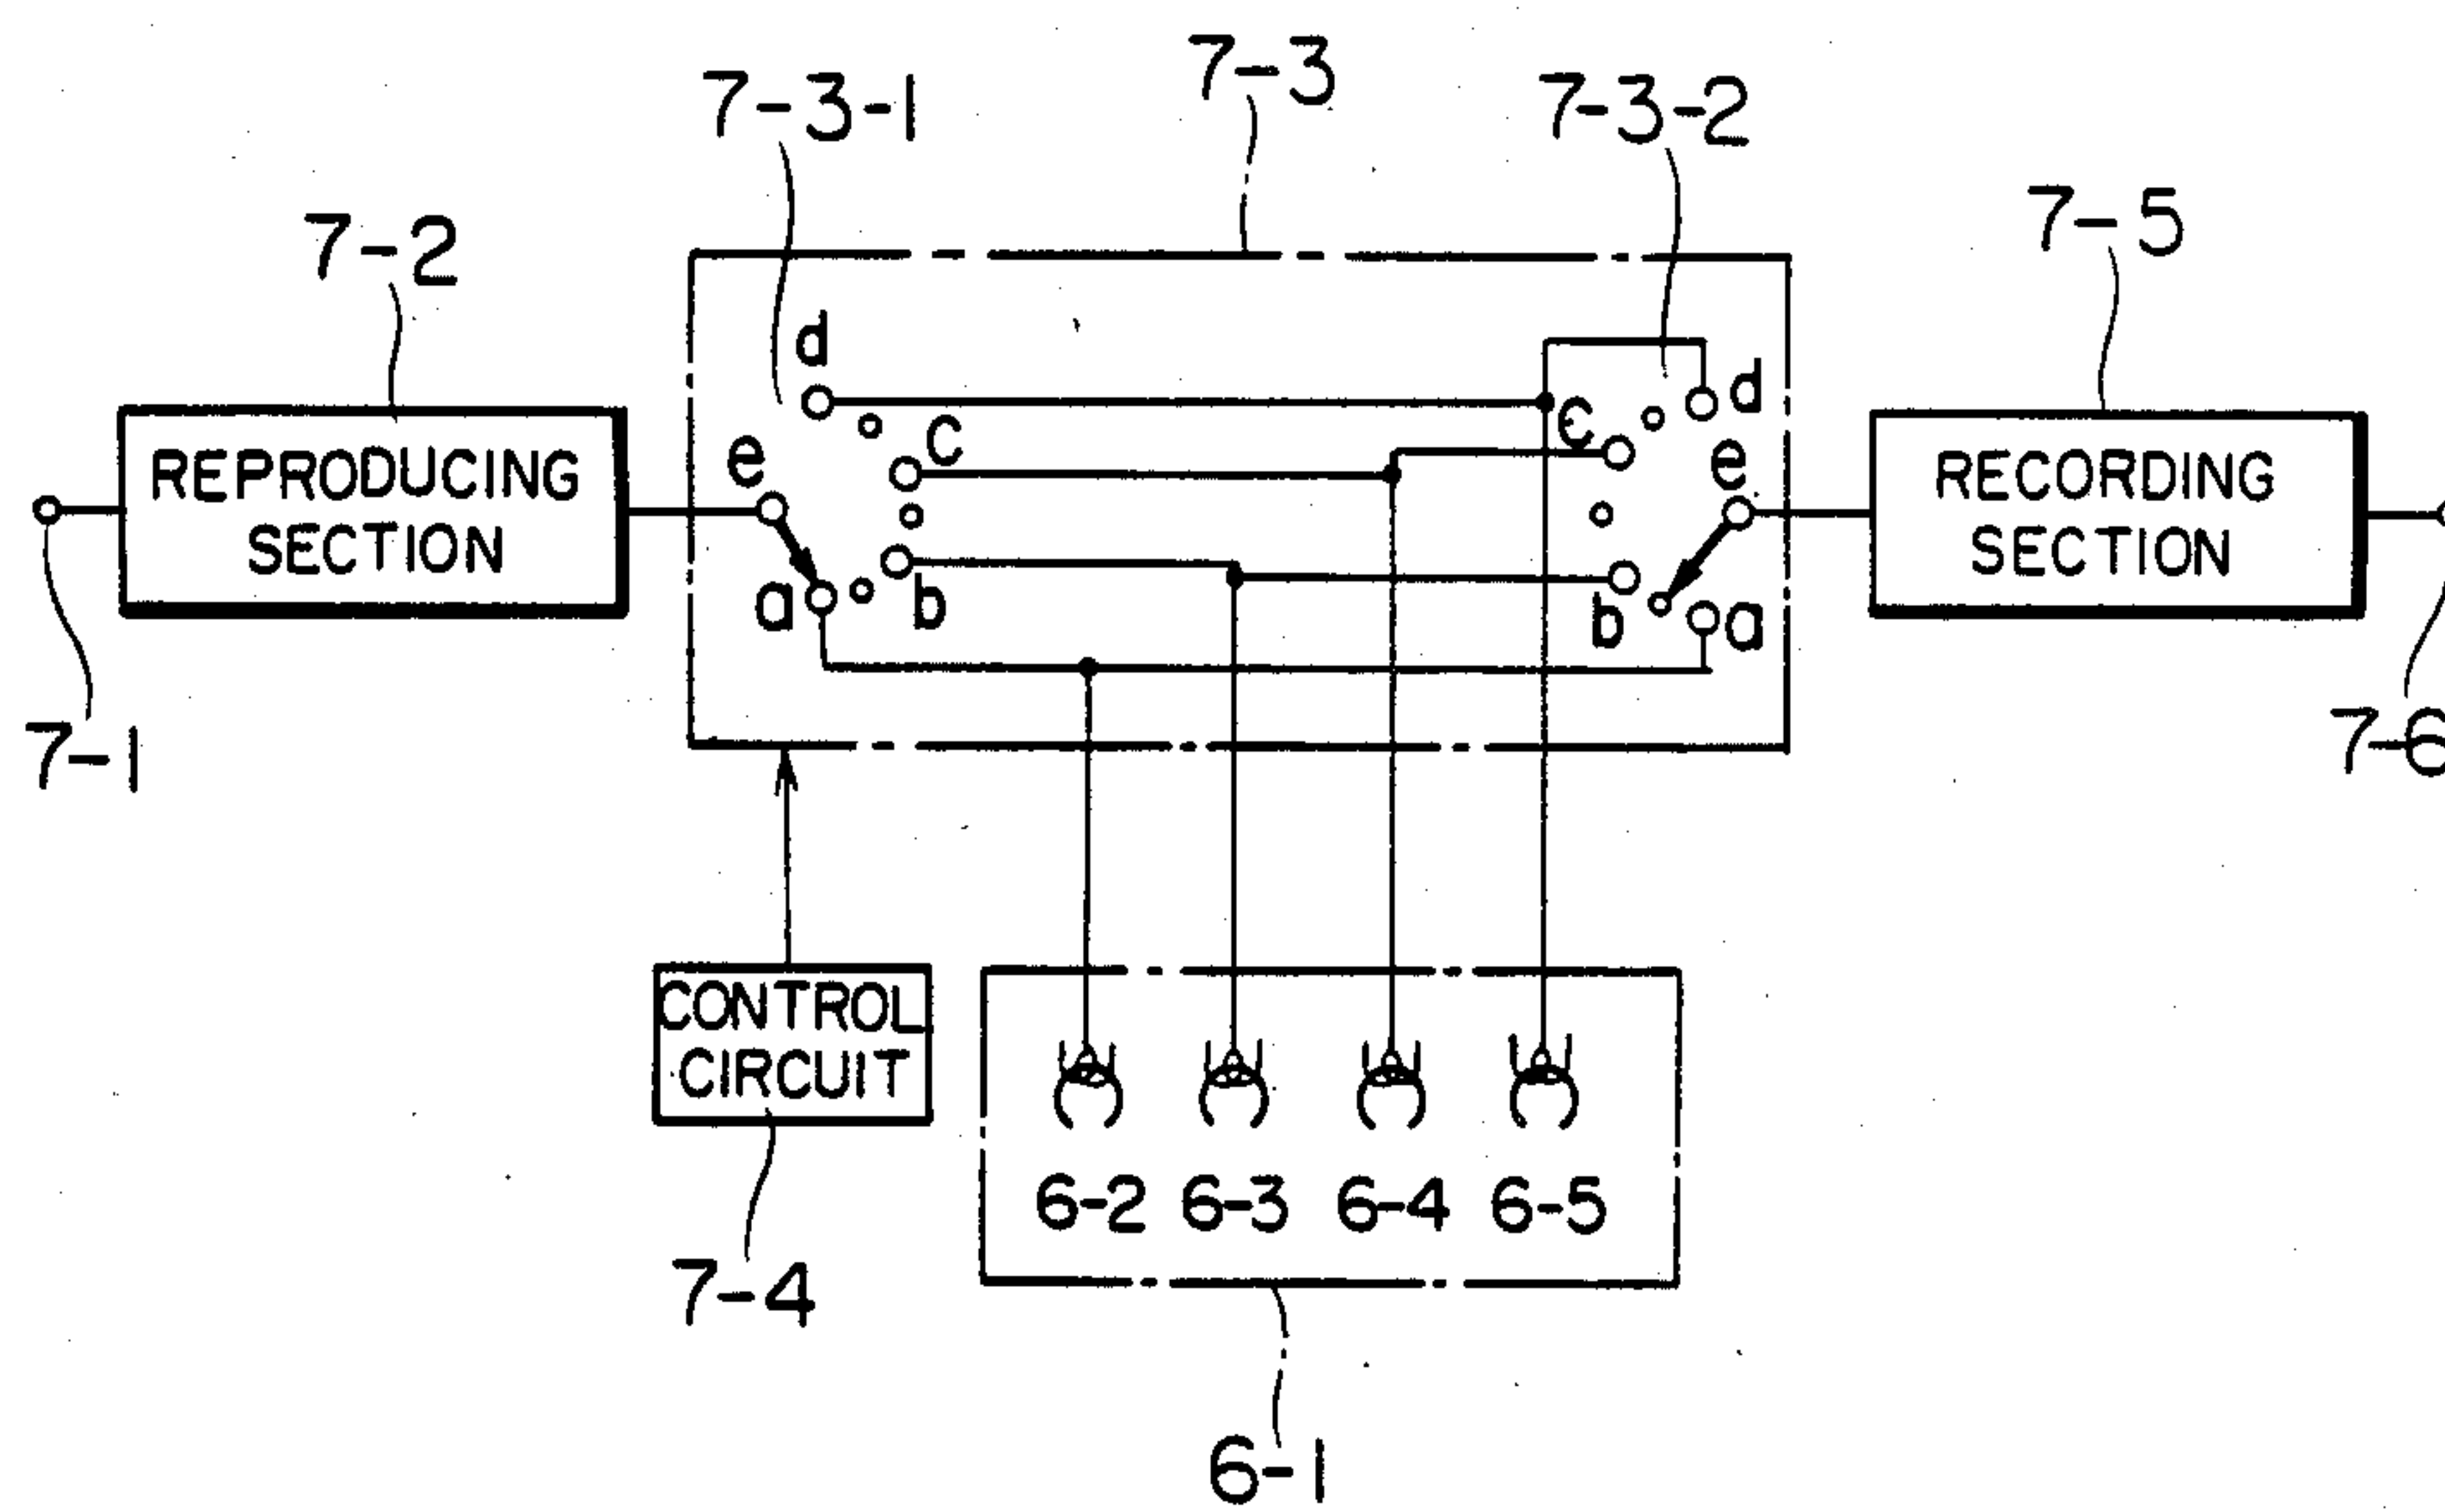 7-3
7-3-1
7-3-2
7-2
7-5
d
d
c
c
e
e
REPRODUCING
SECTION
RECORDING
SECTION
a
b
b
a
7-1
7-6
CONTROL
CIRCUIT
6-2 6-3 6-4 6-5
7-4
6-1